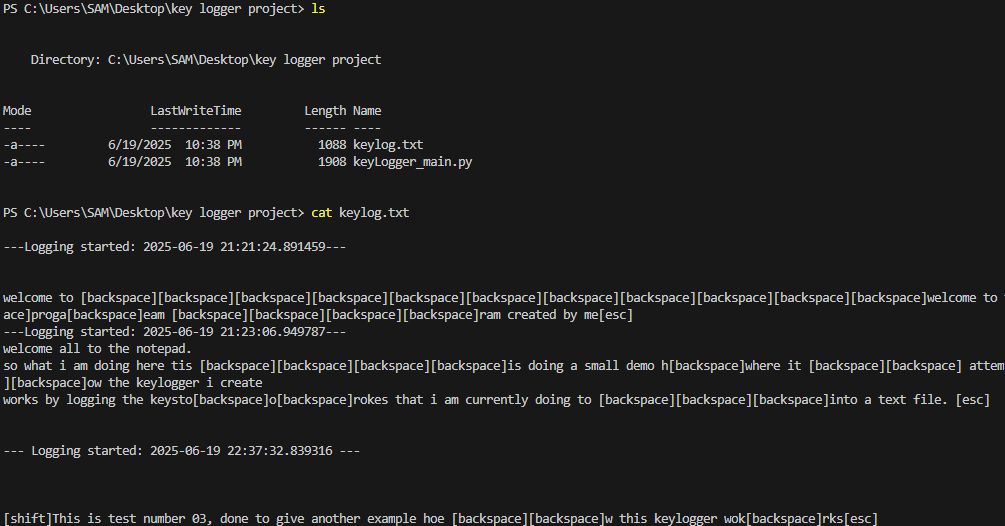 PS C:\Users\SAM\Desktop\key logger project> ls
Directory: C:\Users\SAM\Desktop\key logger project
Mode LastWriteTime Length Name
---- ------------- ------ ----
-a---- 6/19/2025 10:38 PM 1088 keylog.txt
-a---- 6/19/2025 10:38 PM 1908 keyLogger_main.py
PS C:\Users\SAM\Desktop\key logger project> cat keylog.txt
---Logging started: 2025-06-19 21:21:24.891459---
welcome to [backspace][backspace][backspace][backspace][backspace][backspace][backspace][backspace][backspace][backspace][backspace]welcome to
ace]proga[backspace]eam [backspace][backspace][backspace][backspace]ram created by me[esc]
---Logging started: 2025-06-19 21:23:06.949787---
welcome all to the notepad.
so what i am doing here tis [backspace][backspace][backspace][backspace]is doing a small demo h[backspace]where it [backspace][backspace] attem
][backspace]ow the keylogger i create
works by logging the keysto[backspace]o[backspace]rokes that i am currently doing to [backspace][backspace][backspace]into a text file. [esc]
--- Logging started: 2025-06-19 22:37:32.839316 ---
[shift]This is test number 03, done to give another example hoe [backspace][backspace]w this keylogger wok[backspace]rks[esc]